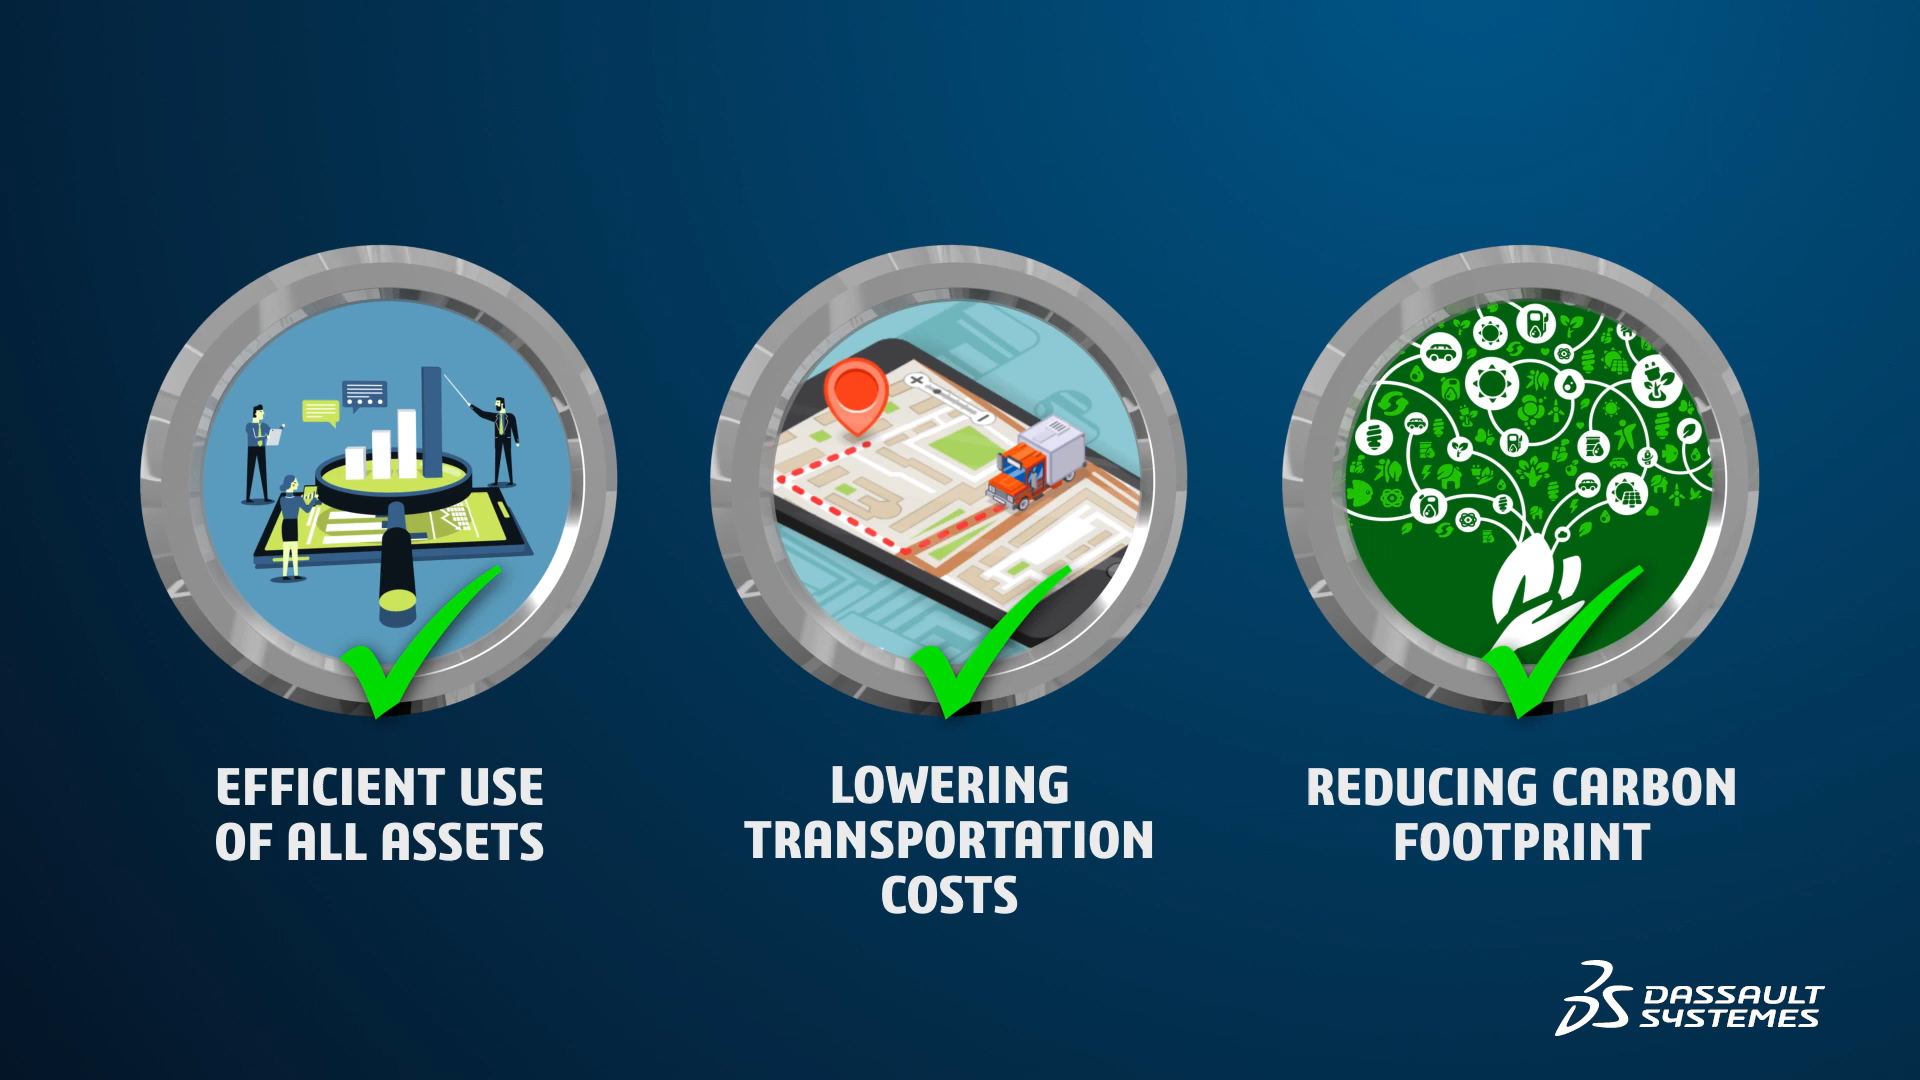 EFFICIENT USE
OF ALL ASSETS
LOWERING
TRANSPORTATION
COSTS
REDUCING CARBON
FOOTPRINT
DASSAULT
SYSTEMES